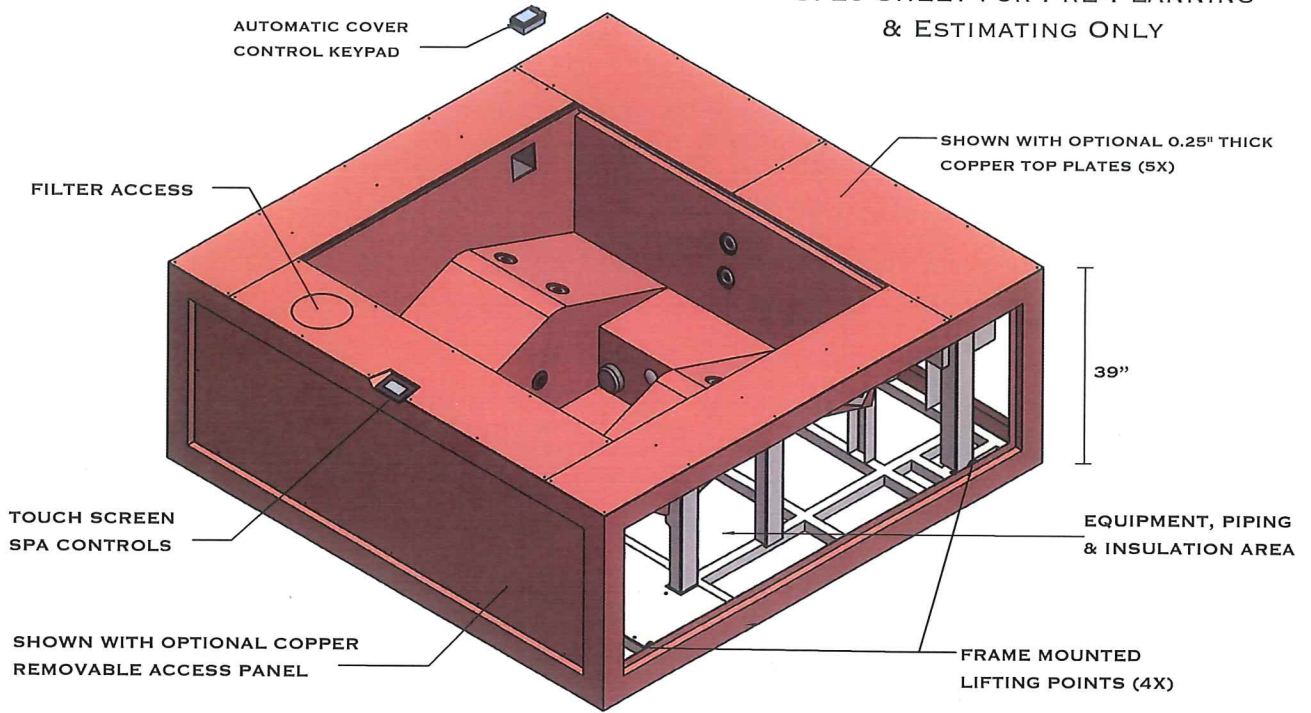 & ESTIMATING ONLY
AUTOMATIC COVER
CONTROL KEYPAD
SHOWN WITH OPTIONAL 0.25" THICK
COPPER TOP PLATES (5X)
FILTER ACCESS
39”
TOUCH SCREEN
SPA CONTROLS
EQUIPMENT, PIPING
& INSULATION AREA
SHOWN WITH OPTIONAL COPPER
REMOVABLE ACCESS PANEL
FRAME MOUNTED
LIFTING POINTS (4X)